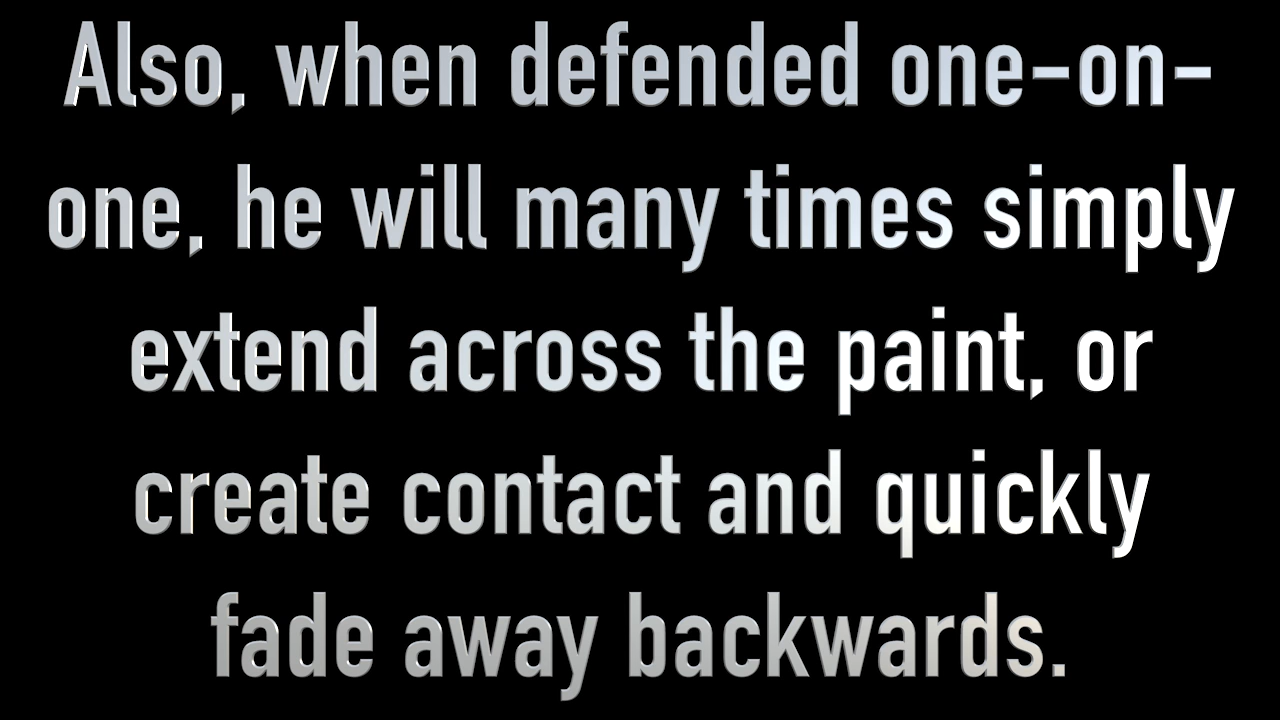 Also, when defended one-on-
one, he will many times simply
extend across the paint, or
create contact and quickly
fade away backwards.